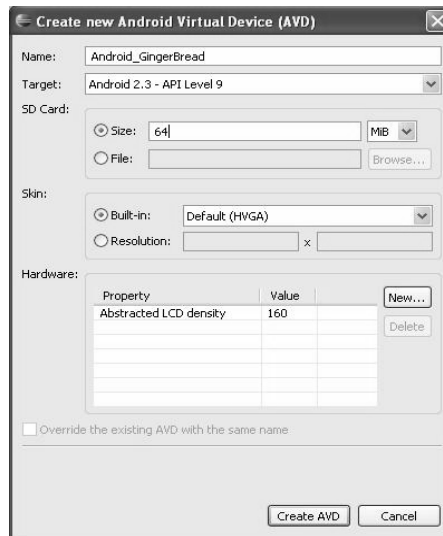 Create new Android Virtual Device (AVD)
Name: Android_GingerBread
Target: Android 2.3 - API Level 9
SD Card:
Size: 64 MiB
File: Browse...
Skin:
Built-in: Default (HVGA)
Resolution: x
Hardware:
Property Value New...
Abstracted LCD density 160
Delete
Override the existing AVD with the same name
Create AVD Cancel